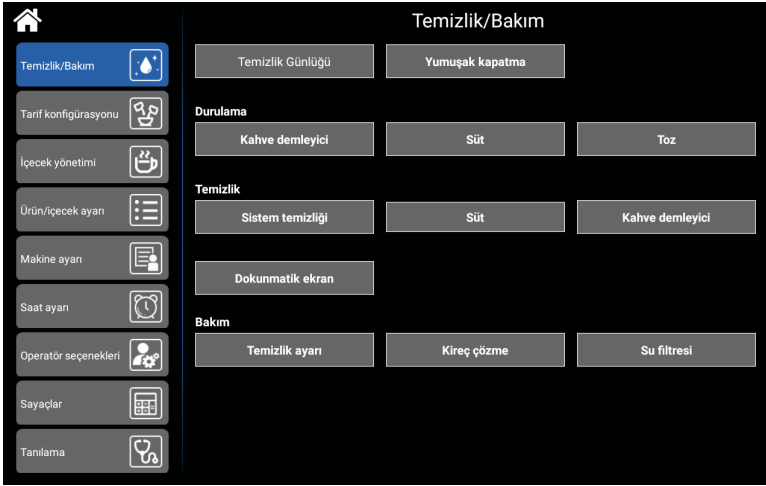 Temizlik/Bakım
Temizlik/Bakım
Tarif konfigürasyonu
İçecek yönetimi
Ürün/içecek ayarı
Makine ayarı
Saat ayarı
Operatör seçenekleri
Sayaçlar
Tanılama
Temizlik Günlüğü
Yumuşak kapatma
Durulama
Kahve demleyici
Süt
Toz
Temizlik
Sistem temizliği
Süt
Kahve demleyici
Dokunmatik ekran
Bakım
Temizlik ayarı
Kireç çözme
Su filtresi